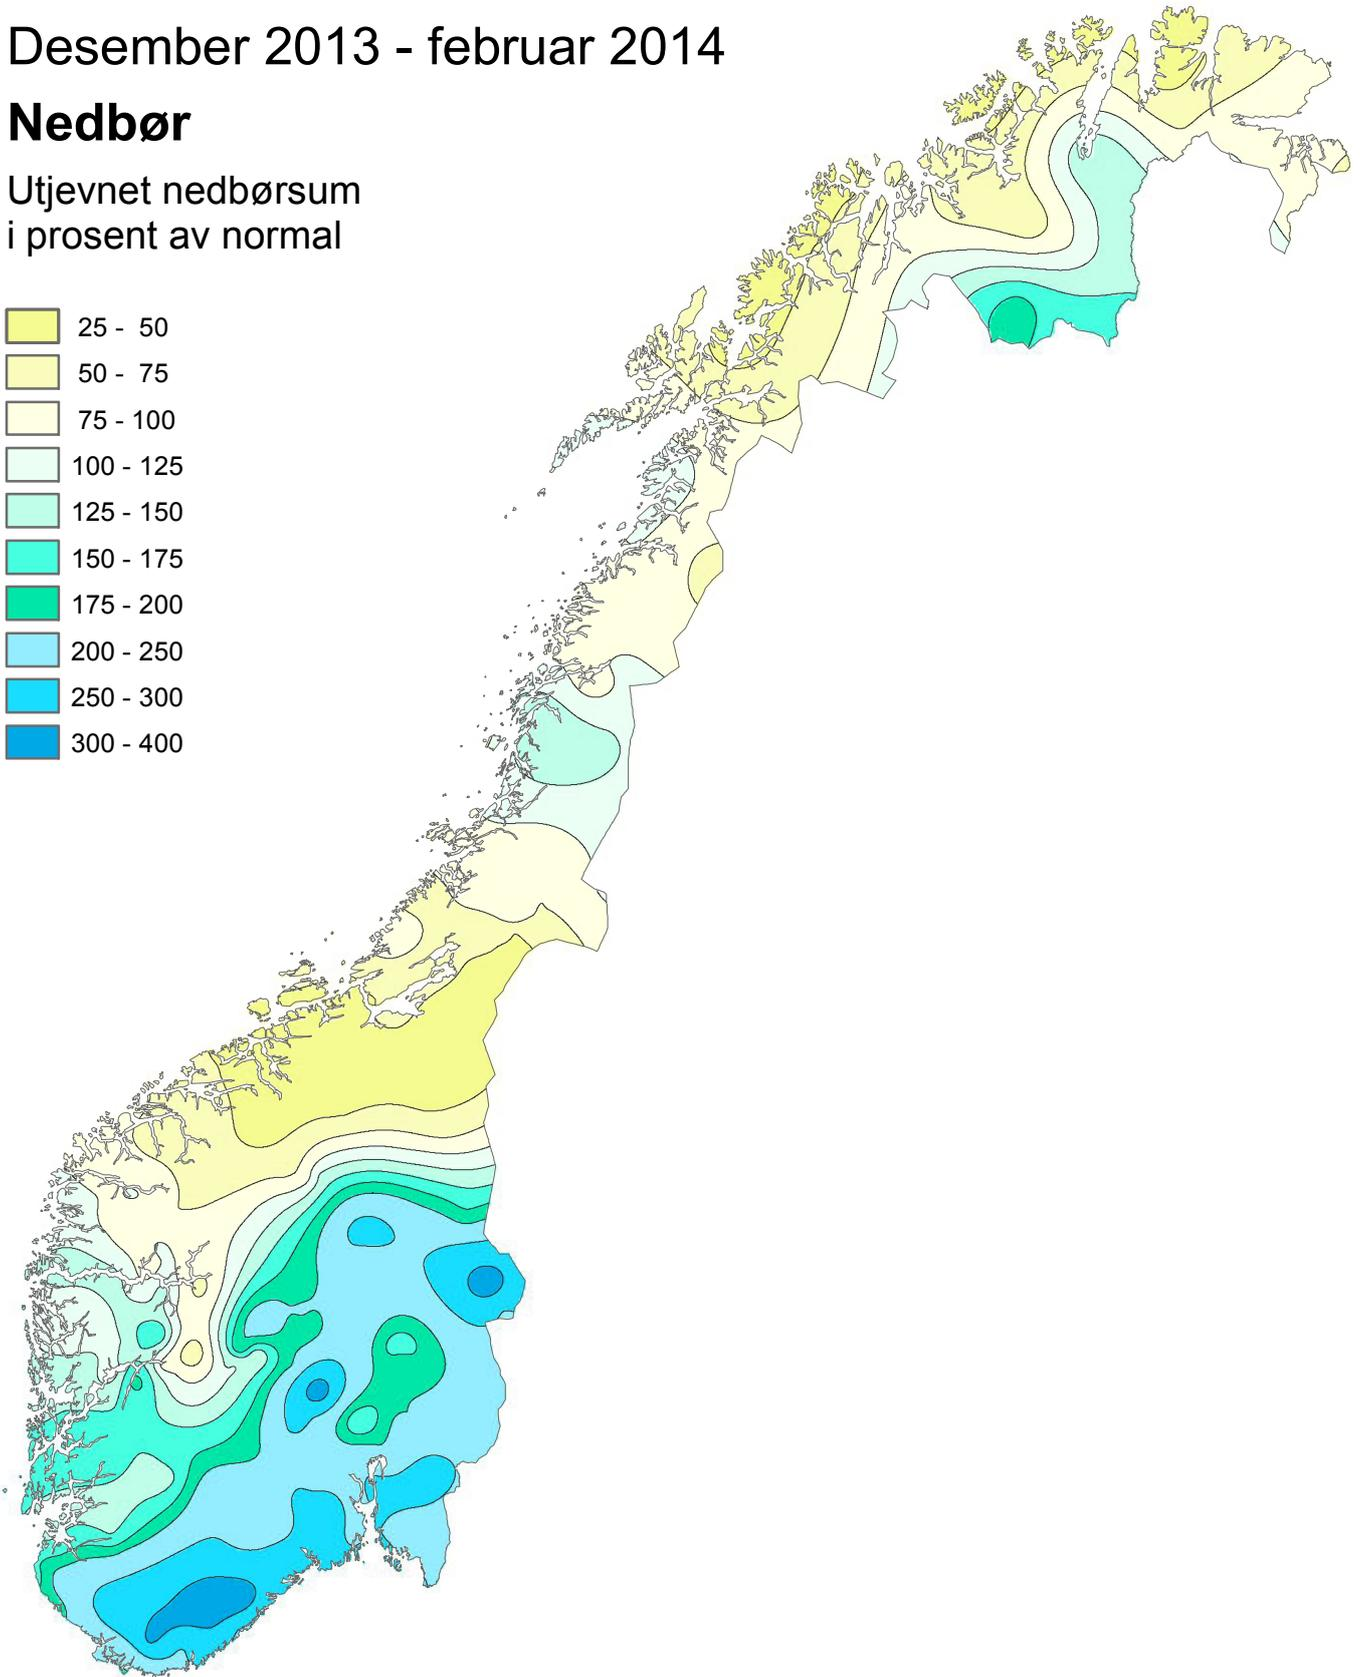 Desember 2013 - februar 2014
Nedbør
Utjevnet nedbørsum
i prosent av normal
25 - 50
50 - 75
75 - 100
100 - 125
125 - 150
150 - 175
175 - 200
200 - 250
250 - 300
300 - 400